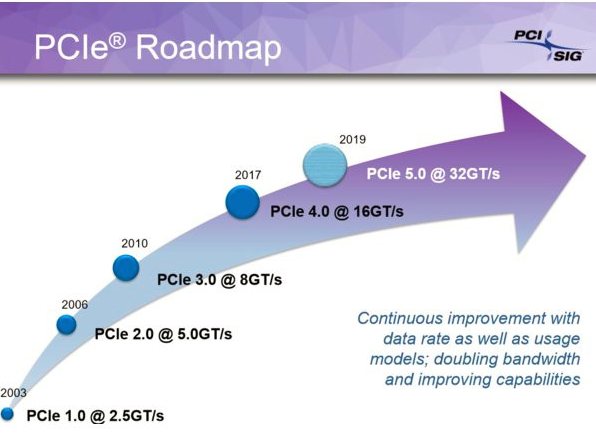 PCIe® Roadmap
PCI
SIG
2019
PCIe 5.0 @ 32GT/s
2017
PCIe 4.0 @ 16GT/s
2010
PCIe 3.0 @ 8GT/s
2006
PCIe 2.0 @ 5.0GT/s
2003
PCIe 1.0 @ 2.5GT/s
Continuous improvement with
data rate as well as usage
models; doubling bandwidth
and improving capabilities